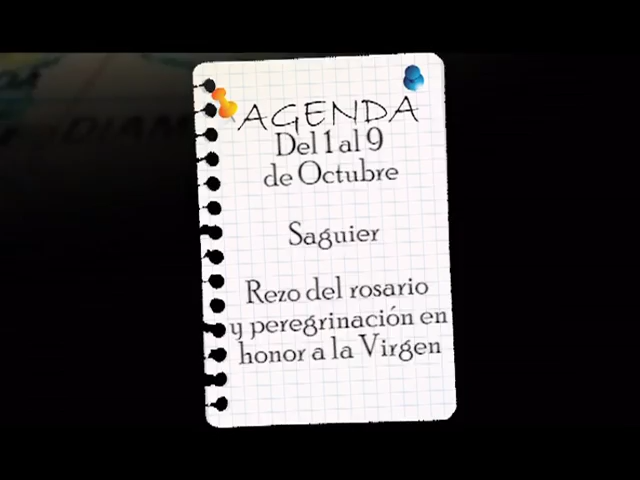 AGENDA
Del 1 al 9
de Octubre
Saguier
Rezo del rosario
y peregrinación en
honor a la Virgen